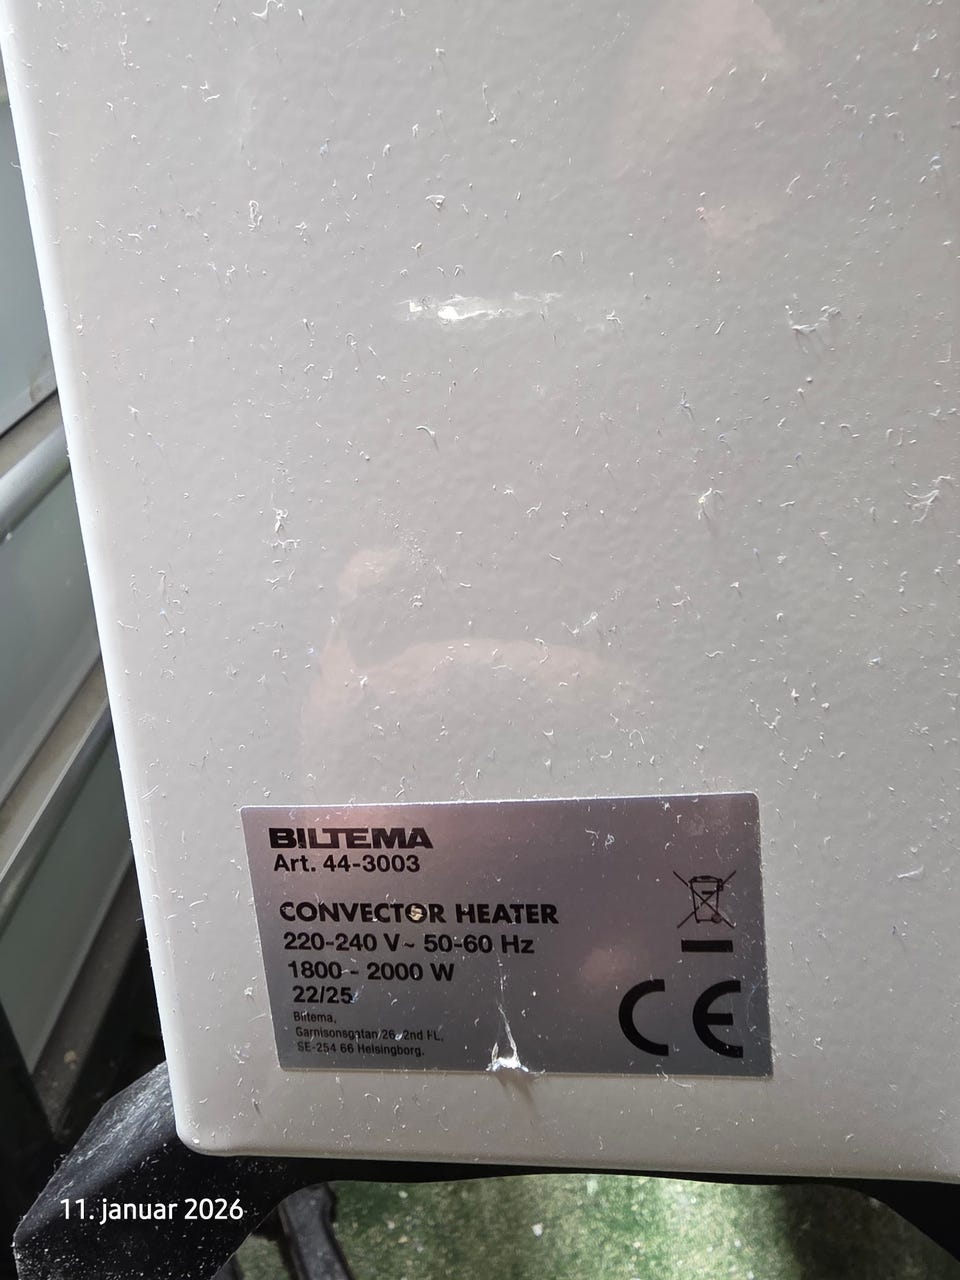 BILTEMA
Art. 44-3003
CONVECTOR HEATER
220-240 V~ 50-60 Hz
1800 - 2000 W
22/25
Biltema,
Garnisonsgatan 26, 2nd FL,
SE-254 66 Helsingborg.
CE
11. januar 2026